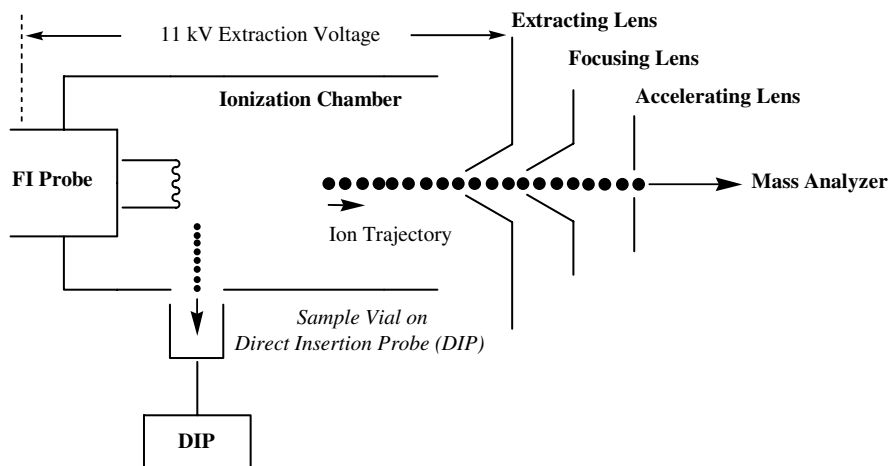 Extracting Lens
11 kV Extraction Voltage
Focusing Lens
Ionization Chamber
Accelerating Lens
FI Probe
Mass Analyzer
Ion Trajectory
Sample Vial on
Direct Insertion Probe (DIP)
DIP